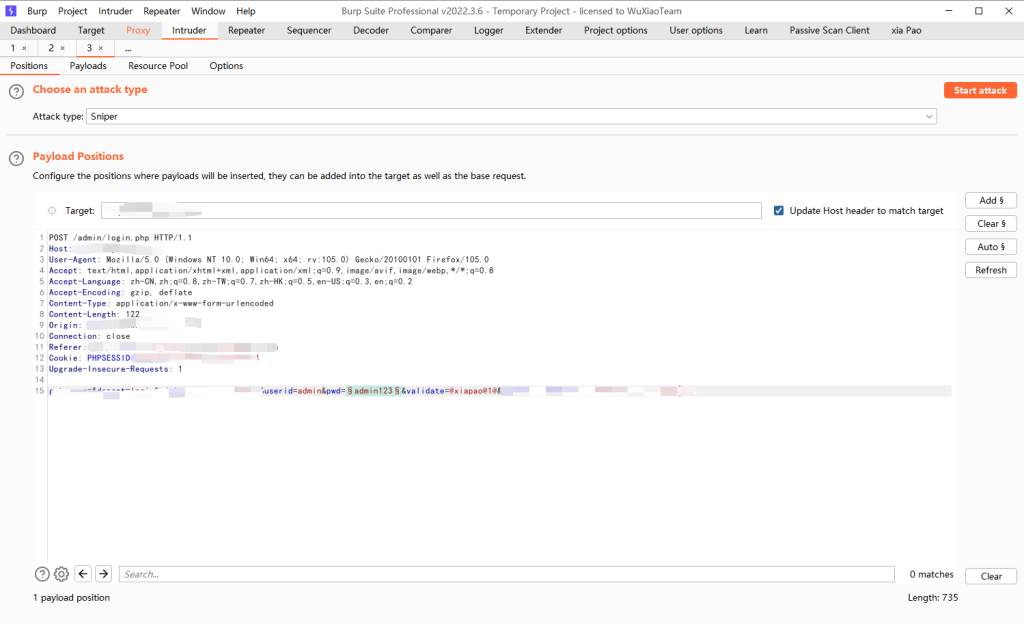 Burp Project Intruder Repeater Window Help Burp Suite Professional v2022.3.6 - Temporary Project - licensed to WuXiaoTeam
Dashboard Target Proxy Intruder Repeater Sequencer Decoder Comparer Logger Extender Project options User options Learn Passive Scan Client xia Pao
1 × 2 × 3 × ...
Positions Payloads Resource Pool Options
? Choose an attack type Start attack
Attack type: Sniper
? Payload Positions
Configure the positions where payloads will be inserted, they can be added into the target as well as the base request.
Add §
Target: Update Host header to match target
Clear §
1 POST /admin/login.php HTTP/1.1
2 Host:
Auto §
3 User-Agent: Mozilla/5.0 (Windows NT 10.0; Win64; x64; rv:105.0) Gecko/20100101 Firefox/105.0
4 Accept: text/html,application/xhtml+xml,application/xml;q=0.9,image/avif,image/webp,*/*;q=0.8
Refresh
5 Accept-Language: zh-CN,zh;q=0.8,zh-TW;q=0.7,zh-HK;q=0.5,en-US;q=0.3,en;q=0.2
6 Accept-Encoding: gzip, deflate
7 Content-Type: application/x-www-form-urlencoded
8 Content-Length: 122
9 Origin:
10 Connection: close
11 Referer:
12 Cookie: PHPSESSID
13 Upgrade-Insecure-Requests: 1
14
15 userid=admin&pwd=§admin123§&validate=@xiapao@1@&
? Search... 0 matches Clear
1 payload position Length: 735